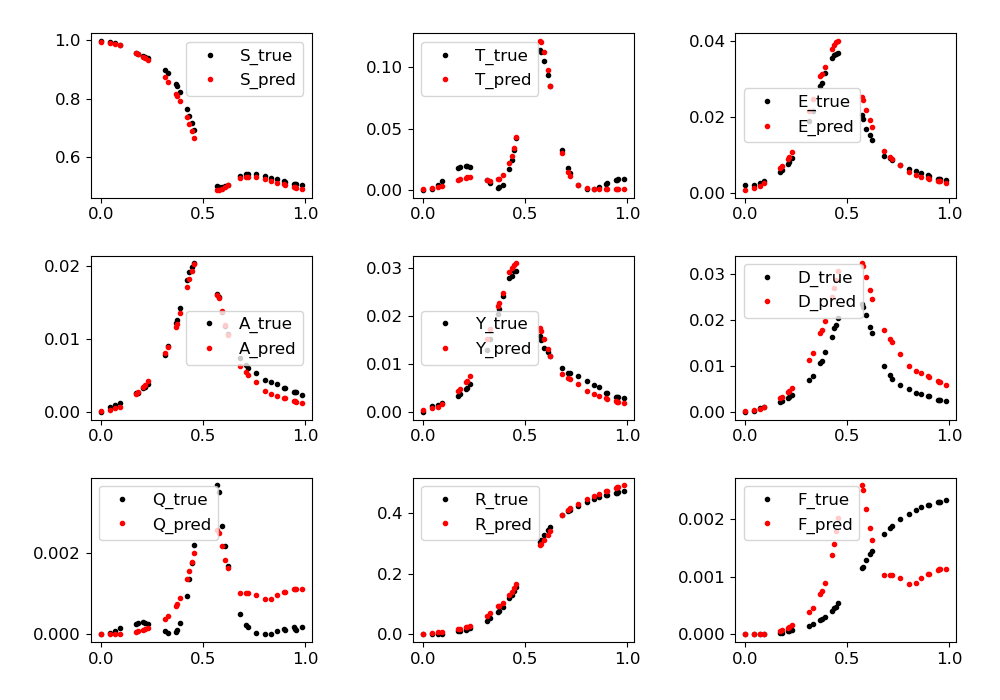 1.0
0.8
0.6
0.0 0.5 1.0
S_true
S_pred
0.10
0.05
0.00
0.0 0.5 1.0
T_true
T_pred
0.04
0.02
0.00
0.0 0.5 1.0
E_true
E_pred
0.02
0.01
0.00
0.0 0.5 1.0
A_true
A_pred
0.03
0.02
0.01
0.00
0.0 0.5 1.0
Y_true
Y_pred
0.03
0.02
0.01
0.00
0.0 0.5 1.0
D_true
D_pred
0.002
0.000
0.0 0.5 1.0
Q_true
Q_pred
0.4
0.2
0.0
0.0 0.5 1.0
R_true
R_pred
0.002
0.001
0.000
0.0 0.5 1.0
F_true
F_pred